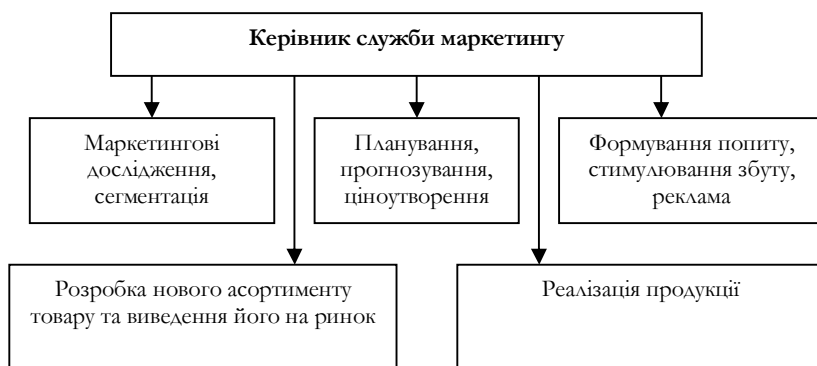 Керівник служби маркетингу
Маркетингові
дослідження,
сегментація
Планування,
прогнозування,
ціноутворення
Формування попиту,
стимулювання збуту,
реклама
Розробка нового асортименту
товару та виведення його на ринок
Реалізація продукції